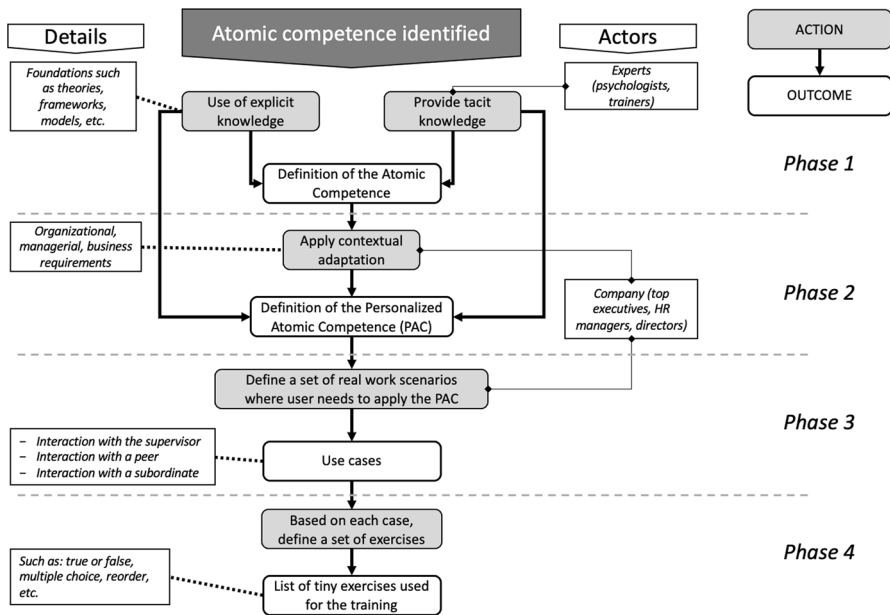 Details
Atomic competence identified
Actors
ACTION
OUTCOME
Foundations such
as theories,
frameworks,
models, etc.
Use of explicit
knowledge
Provide tacit
knowledge
Experts
(psychologists,
trainers)
Definition of the Atomic
Competence
Phase 1
Organizational,
managerial, business
requirements
Apply contextual
adaptation
Company (top
executives, HR
managers, directors)
Definition of the Personalized
Atomic Competence (PAC)
Phase 2
Define a set of real work scenarios
where user needs to apply the PAC
– Interaction with the supervisor
– Interaction with a peer
– Interaction with a subordinate
Use cases
Phase 3
Based on each case,
define a set of exercises
Such as: true or false,
multiple choice, reorder,
etc.
List of tiny exercises used
for the training
Phase 4